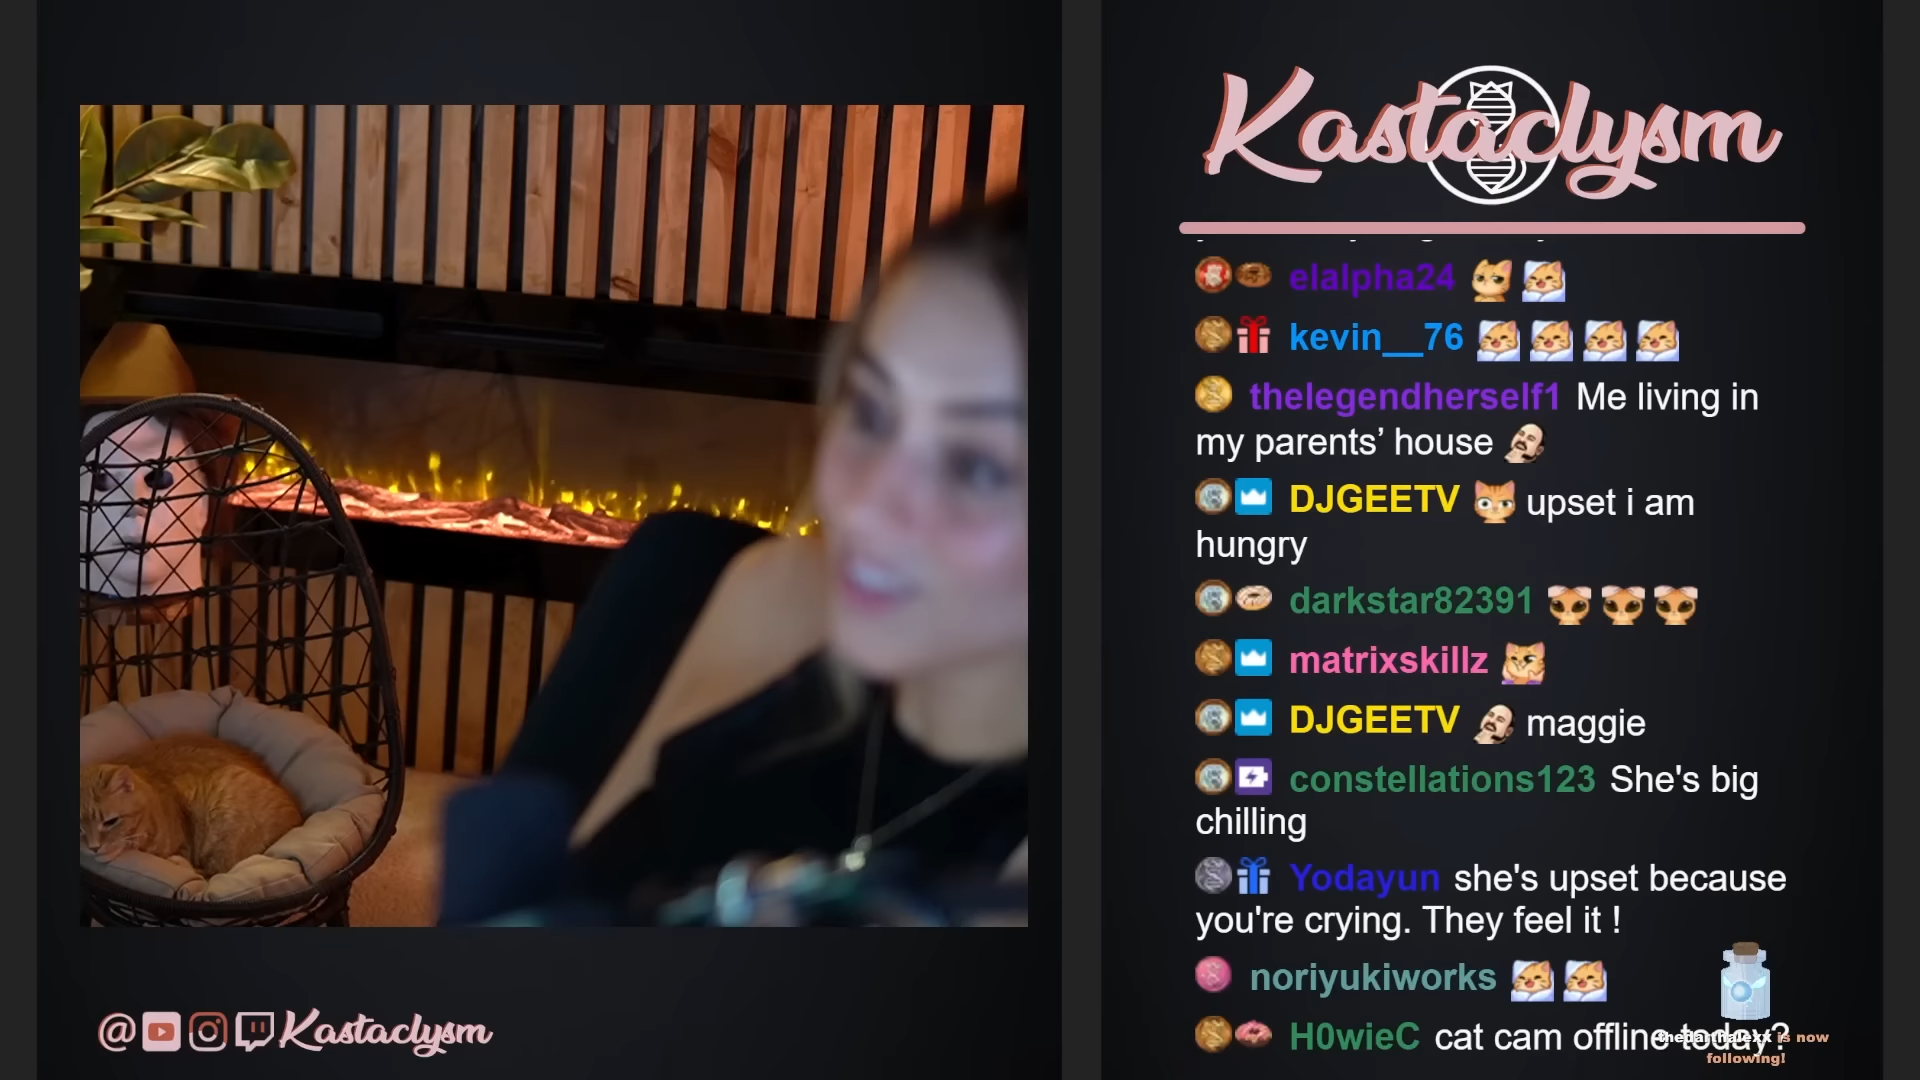 Kastaclysm
elalpha24
kevin__76
thelegendherself1 Me living in
my parents’ house
DJGEETV upset i am
hungry
darkstar82391
matrixskillz
DJGEETV maggie
constellations123 She's big
chilling
Yodayun she's upset because
you're crying. They feel it !
noriyukiworks
H0wieC cat cam offline today?
is now
following!
@ Kastaclysm